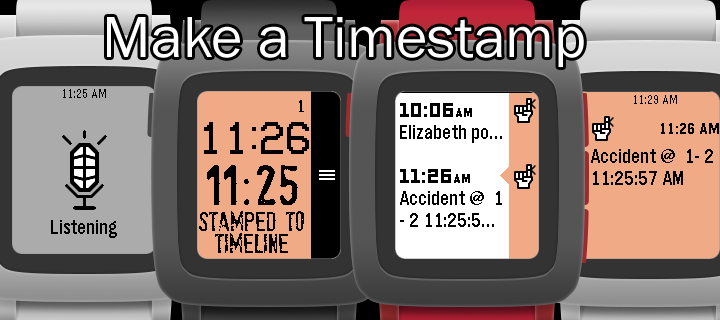 Make a Timestamp
11:25 AM
Listening
1
11:26
11:25
STAMPED TO
TIMELINE
10:06AM
Elizabeth po...
11:26AM
Accident @ 1
- 2 11:25:5...
11:29 AM
11:26 AM
Accident @ 1- 2
11:25:57 AM